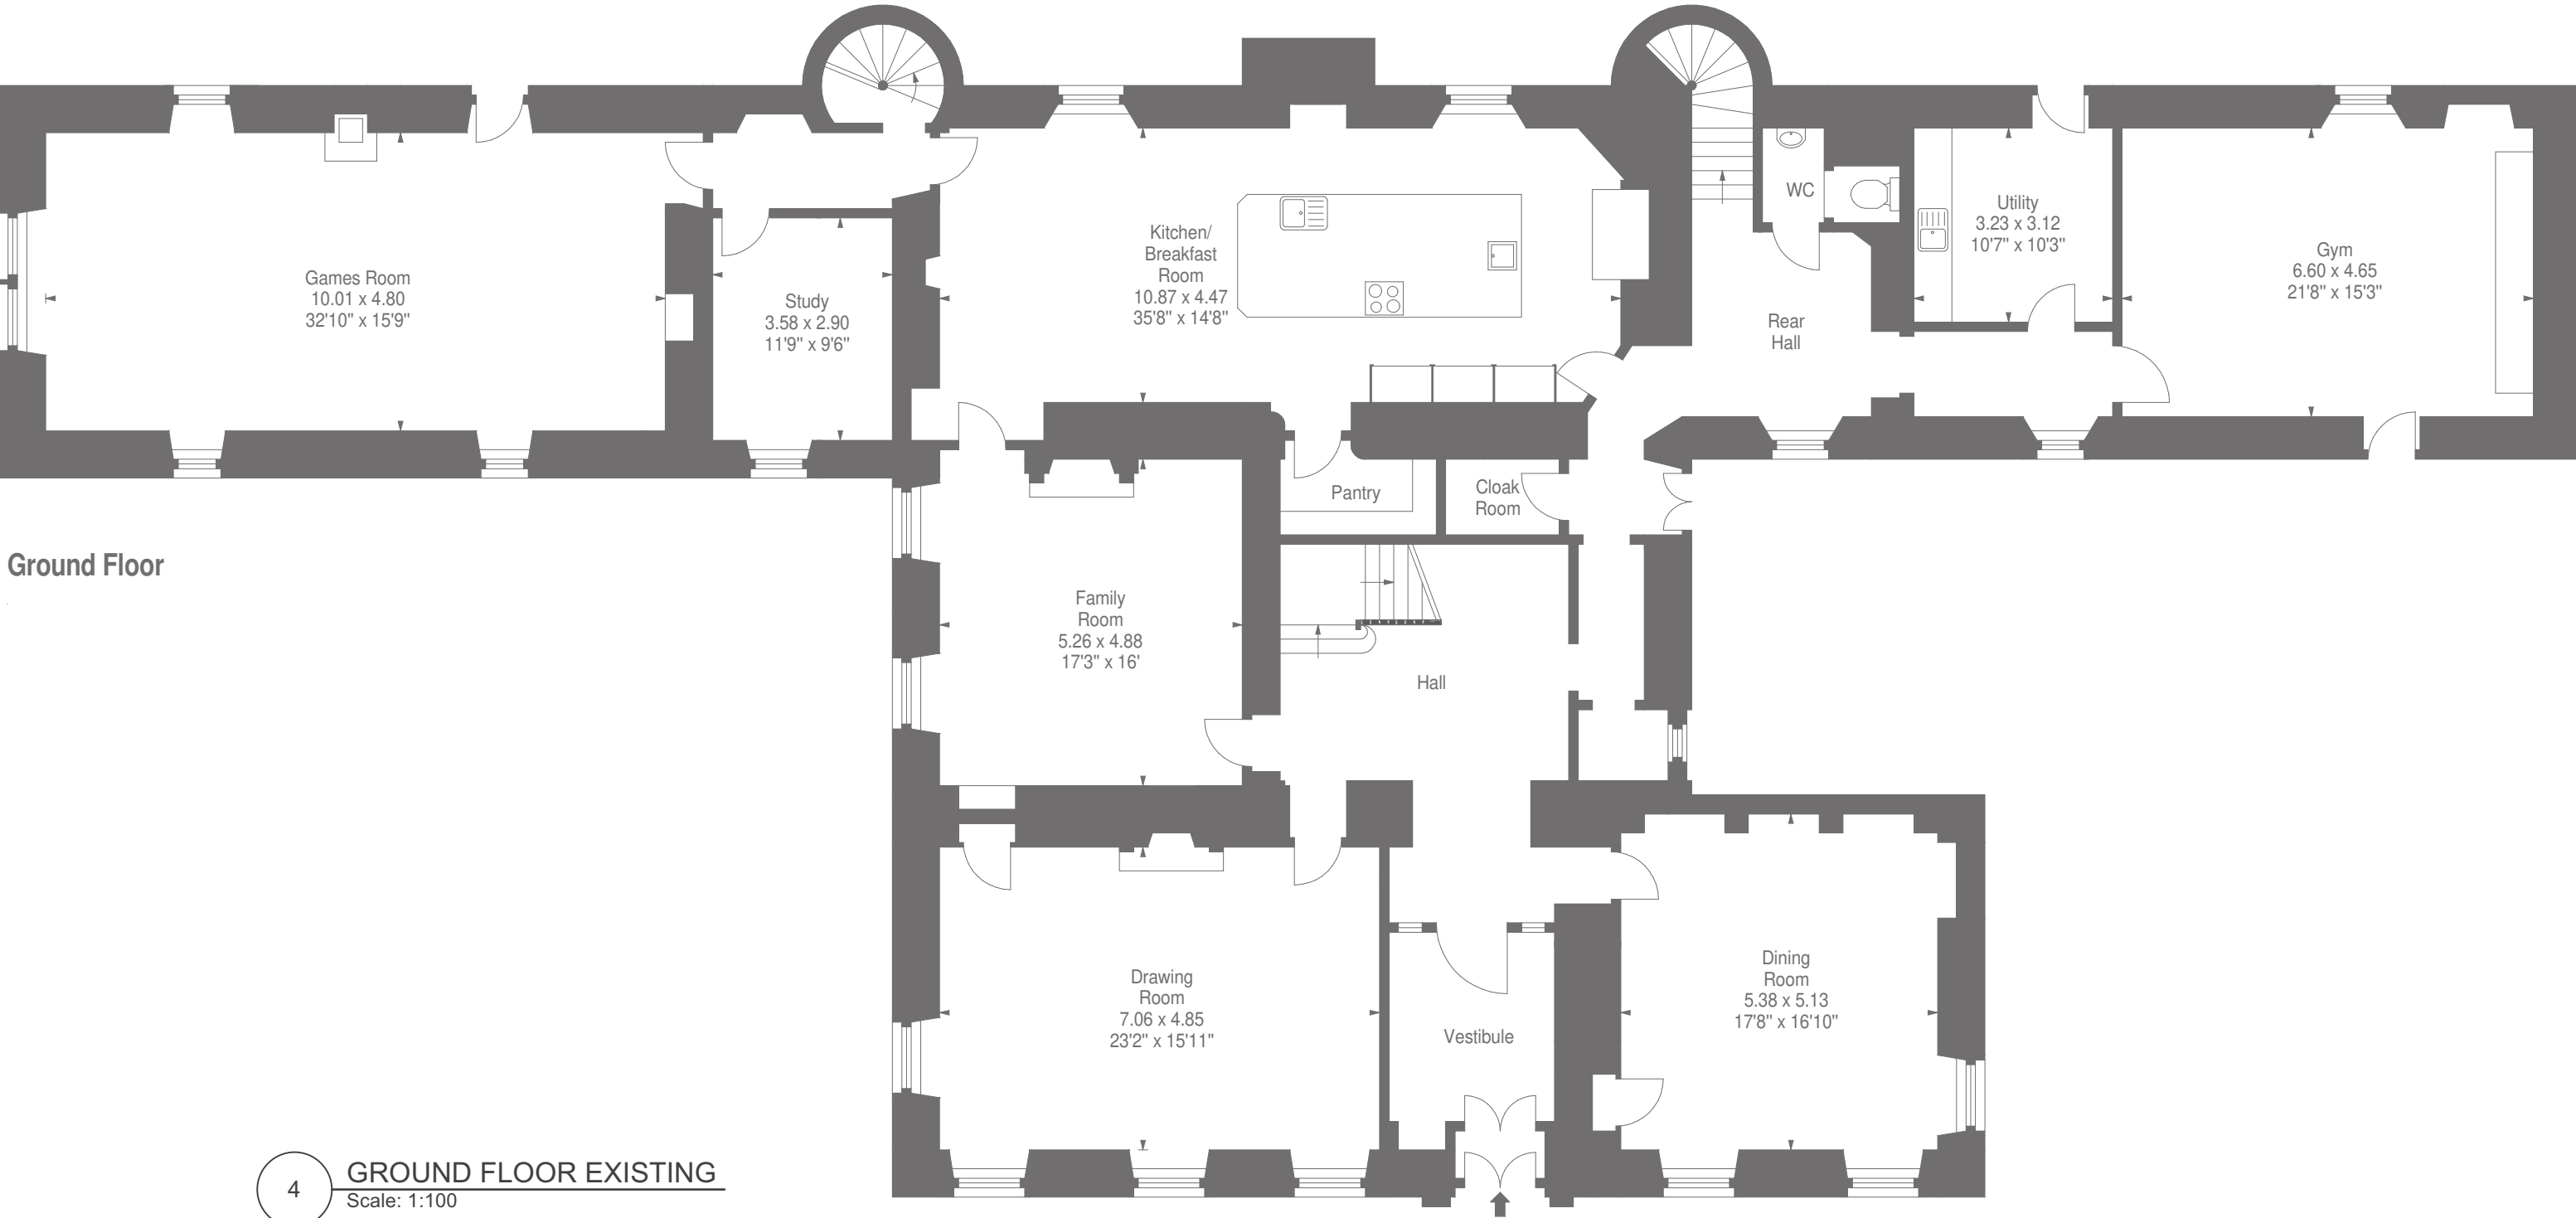 WC
Utility
3.23 x 3.12
10'7" x 10'3"
Kitchen/
Breakfast
Room
10.87 x 4.47
35'8" x 14'8"
Gym
6.60 x 4.65
21'8" x 15'3"
Games Room
10.01 x 4.80
32'10" x 15'9"
Study
3.58 x 2.90
11'9" x 9'6"
Rear
Hall
Pantry
Cloak
Room
Ground Floor
Family
Room
5.26 x 4.88
17'3" x 16'
Hall
Drawing
Room
7.06 x 4.85
23'2" x 15'11"
Vestibule
Dining
Room
5.38 x 5.13
17'8" x 16'10"
4
GROUND FLOOR EXISTING
Scale: 1:100